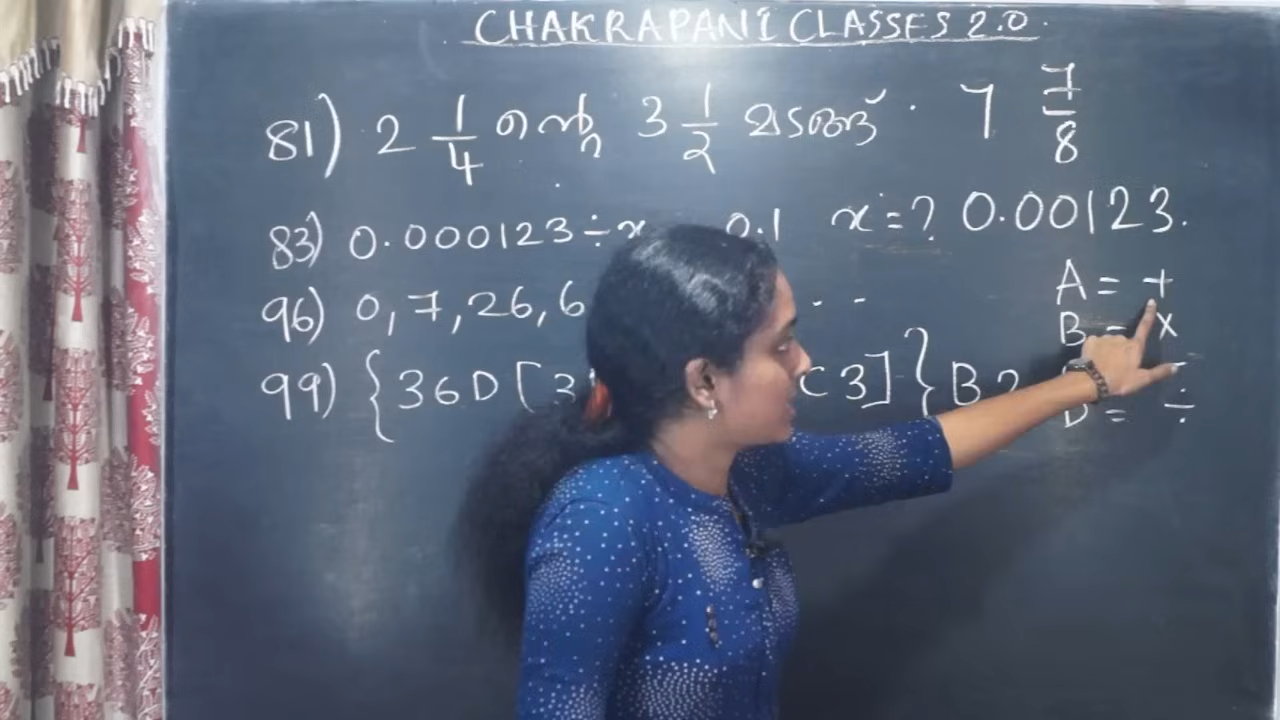 CHAKRAPANI CLASSES 2.0
81) 2 1/4 ന്റെ 3 1/2 മടങ്ങ് . 7 7/8
83) 0.000123 ÷ x 0.1 x = ? 0.00123.
96) 0, 7, 26, 6 - -
99) { 36 D [ 3 C 3 ] } B 2
A = +
B = x
D = ÷